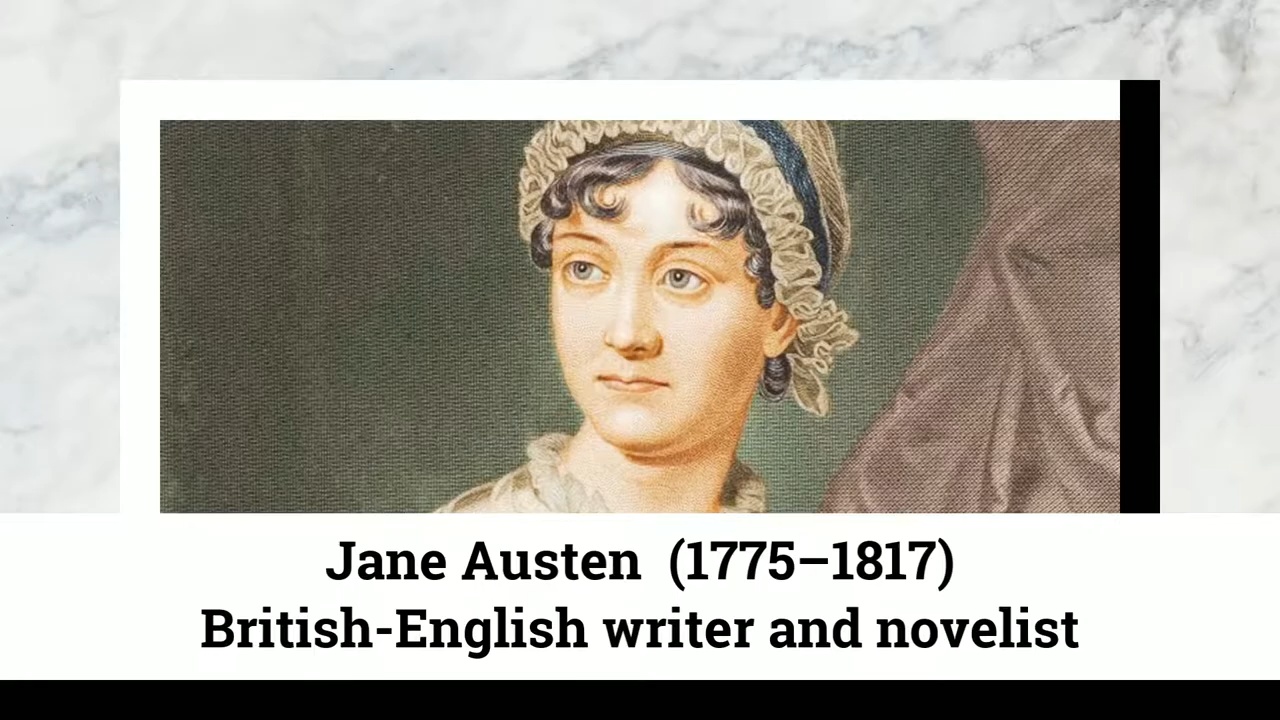 Jane Austen (1775–1817)
British-English writer and novelist